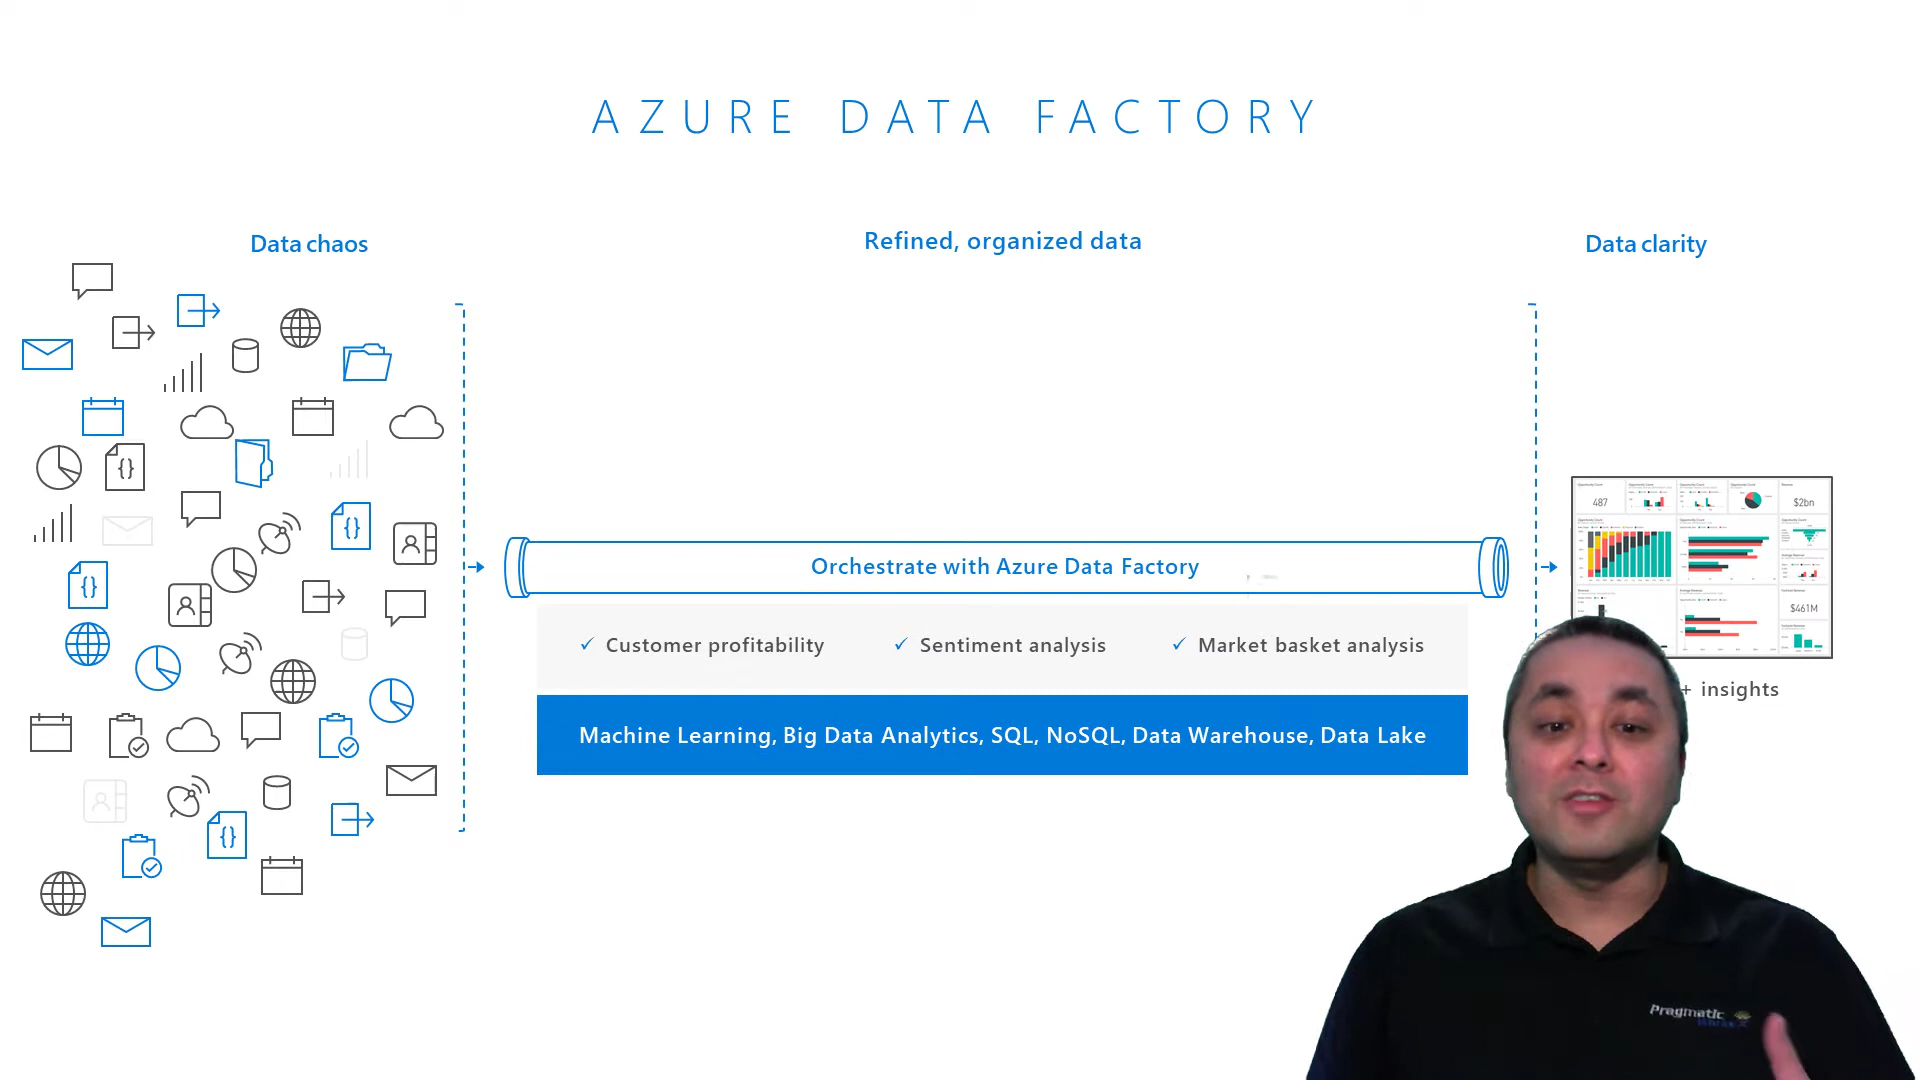 AZURE DATA FACTORY
Data chaos
Refined, organized data
Data clarity
Orchestrate with Azure Data Factory
✓ Customer profitability ✓ Sentiment analysis ✓ Market basket analysis
Machine Learning, Big Data Analytics, SQL, NoSQL, Data Warehouse, Data Lake
487
$2bn
$461M
+ insights
Pragmatic